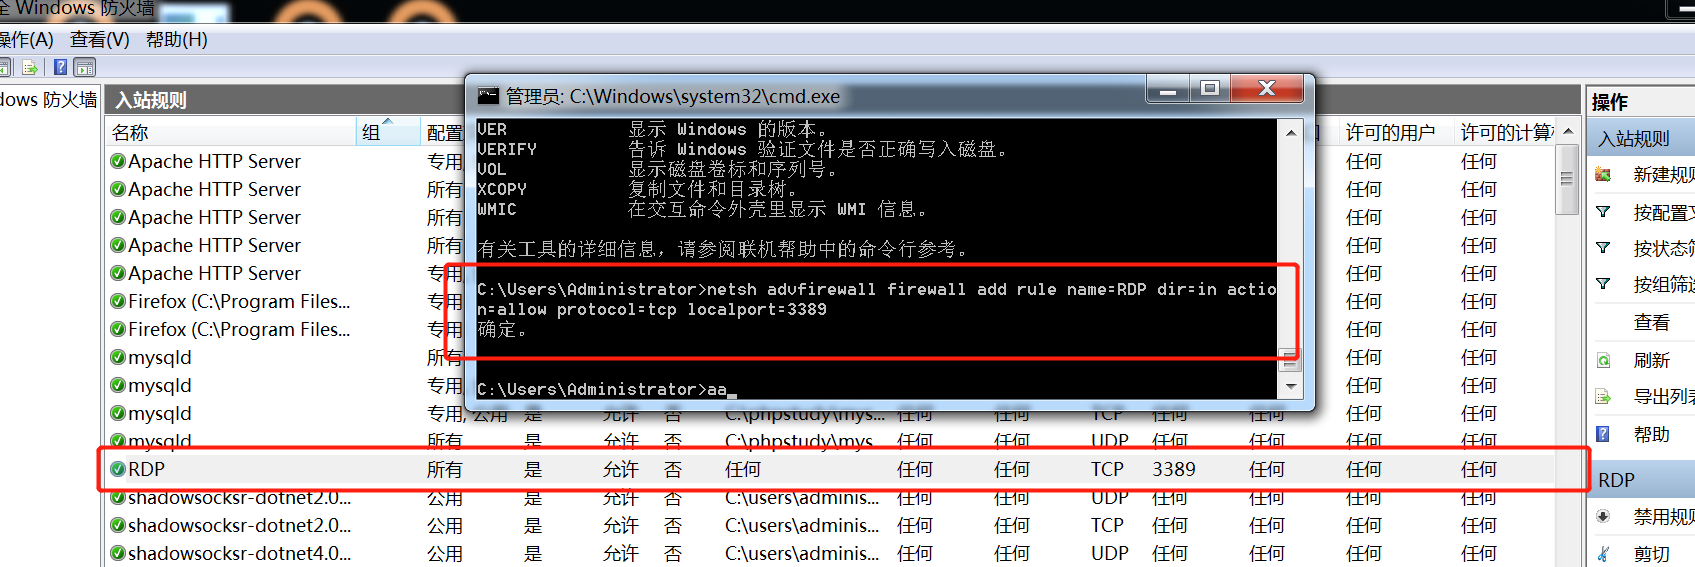 全 Windows 防火墙
操作(A) 查看(V) 帮助(H)
dows 防火墙
入站规则
名称 组 配置 许可的用户 许可的计算机
管理员: C:\Windows\system32\cmd.exe
VER 显示 Windows 的版本。
VERIFY 告诉 Windows 验证文件是否正确写入磁盘。
VOL 显示磁盘卷标和序列号。
XCOPY 复制文件和目录树。
WMIC 在交互命令外壳里显示 WMI 信息。
有关工具的详细信息，请参阅联机帮助中的命令行参考。
C:\Users\Administrator>netsh advfirewall firewall add rule name=RDP dir=in actio
n=allow protocol=tcp localport=3389
确定。
C:\Users\Administrator>aa_
Apache HTTP Server 专用, 任何 任何
Apache HTTP Server 所有 任何 任何
Apache HTTP Server 公用 任何 任何
Apache HTTP Server 所有 任何 任何
Apache HTTP Server 专用, 任何 任何
Firefox (C:\Program Files... 专用 任何 任何
Firefox (C:\Program Files... 专用 任何 任何
mysqld 所有 任何 任何
mysqld 专用, 任何 任何
mysqld 专用, 公用 是 允许 否 C:\phpstudy\mys... 任何 任何 TCP 任何 任何 任何 任何
mysqld 所有 是 允许 否 C:\phpstudy\mys 任何 任何 UDP 任何 任何 任何 任何
RDP 所有 是 允许 否 任何 任何 任何 TCP 3389 任何 任何 任何
shadowsocksr-dotnet2.0... 公用 是 允许 否 C:\users\adminis... 任何 任何 UDP 任何 任何 任何 任何
shadowsocksr-dotnet2.0... 公用 是 允许 否 C:\users\adminis... 任何 任何 TCP 任何 任何 任何 任何
shadowsocksr-dotnet4.0... 公用 是 允许 否 C:\users\adminis... 任何 任何 UDP 任何 任何 任何 任何
操作
入站规则
新建规则
按配置文
按状态筛
按组筛选
查看
刷新
导出列表
帮助
RDP
禁用规则
剪切